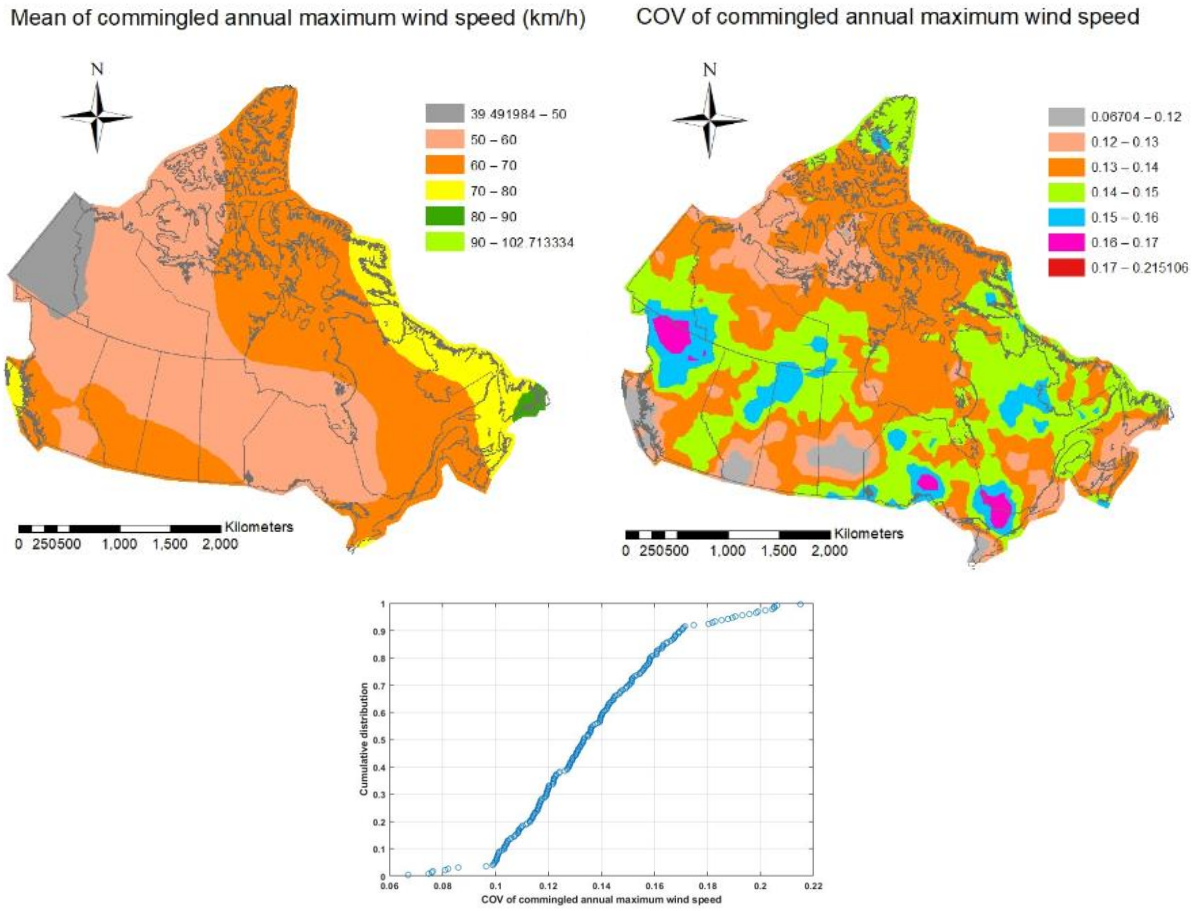 Mean of commingled annual maximum wind speed (km/h)
COV of commingled annual maximum wind speed
N
39.491984 – 50
50 – 60
60 – 70
70 – 80
80 – 90
90 – 102.713334
Kilometers
0 250500 1,000 1,500 2,000
N
0.06704 – 0.12
0.12 – 0.13
0.13 – 0.14
0.14 – 0.15
0.15 – 0.16
0.16 – 0.17
0.17 – 0.215106
Kilometers
0 250500 1,000 1,500 2,000
Cumulative distribution
1
0.9
0.8
0.7
0.6
0.5
0.4
0.3
0.2
0.1
0
0.06 0.08 0.1 0.12 0.14 0.16 0.18 0.2 0.22
COV of commingled annual maximum wind speed